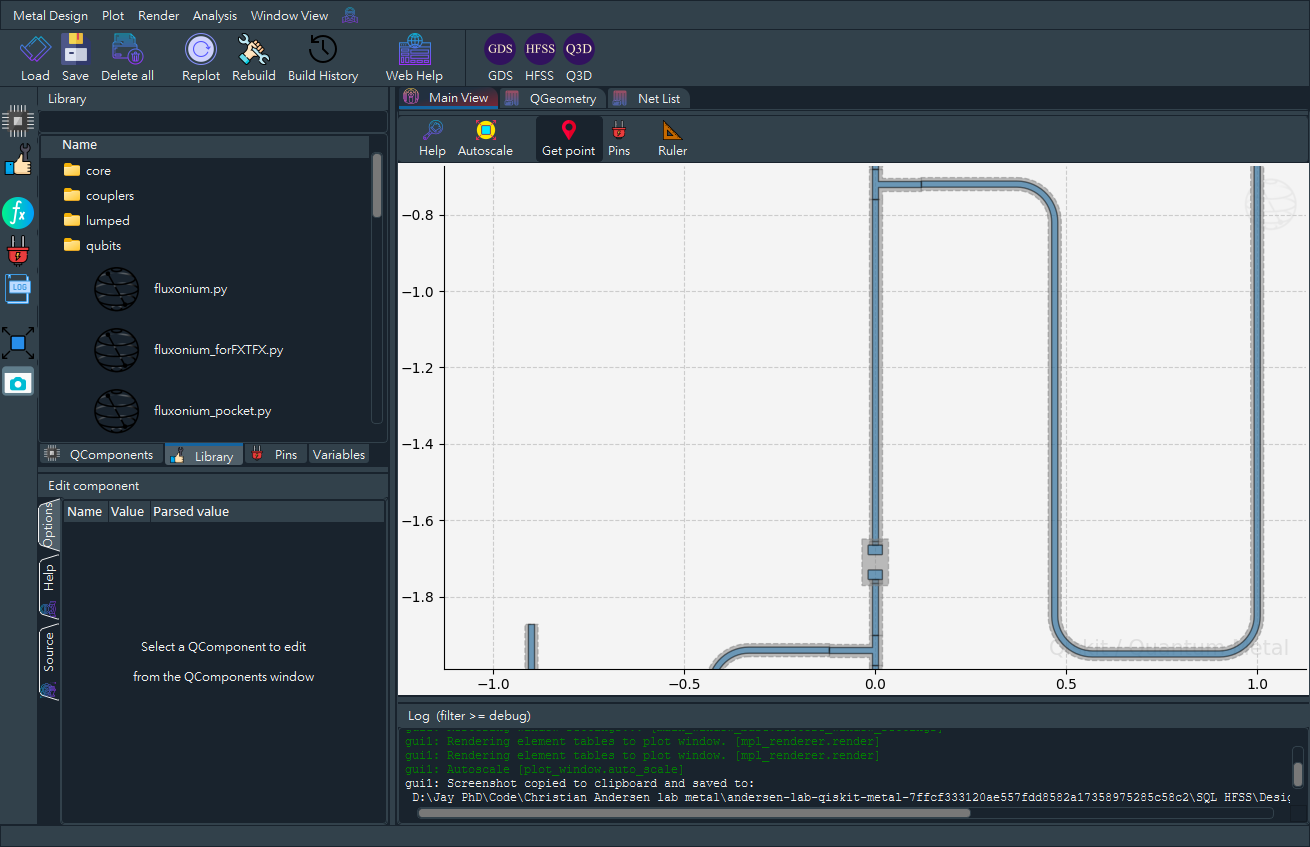 Metal Design Plot Render Analysis Window View
Load Save Delete all Replot Rebuild Build History Web Help GDS HFSS Q3D
GDS HFSS Q3D
Library
Name
core
couplers
lumped
qubits
fluxonium.py
fluxonium_forFXTFX.py
fluxonium_pocket.py
fx
LOG
QComponents Library Pins Variables
Edit component
Options
Help
Source
Name Value Parsed value
Select a QComponent to edit
from the QComponents window
Main View QGeometry Net List
Help Autoscale Get point Pins Ruler
−0.8
−1.0
−1.2
−1.4
−1.6
−1.8
−1.0 −0.5 0.0 0.5 1.0
Qiskit / Quantum Metal
Log (filter >= debug)
gui1: Rendering element tables to plot window. [mpl_renderer.render]
gui1: Rendering element tables to plot window. [mpl_renderer.render]
gui1: Autoscale [plot_window.auto_scale]
gui1: Screenshot copied to clipboard and saved to:
D:\Jay PhD\Code\Christian Andersen lab metal\andersen-lab-qiskit-metal-7ffcf333120ae557fdd8582a17358975285c58c2\SQL HFSS\Desig